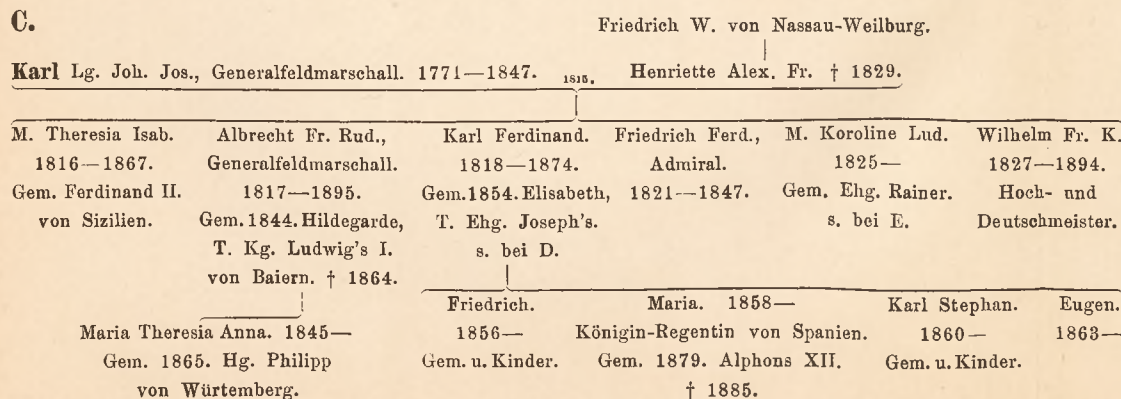 C.
Friedrich W. von Nassau-Weilburg.
Karl Lg. Joh. Jos., Generalfeldmarschall. 1771—1847. 1815. Henriette Alex. Fr. † 1829.
M. Theresia Isab.
1816—1867.
Gem. Ferdinand II.
von Sizilien.
Albrecht Fr. Rud.,
Generalfeldmarschall.
1817—1895.
Gem. 1844. Hildegarde,
T. Kg. Ludwig's I.
von Baiern. † 1864.
Karl Ferdinand.
1818—1874.
Gem. 1854. Elisabeth,
T. Ehg. Joseph's.
s. bei D.
Friedrich Ferd.,
Admiral.
1821—1847.
M. Koroline Lud.
1825—
Gem. Ehg. Rainer.
s. bei E.
Wilhelm Fr. K.
1827—1894.
Hoch- und
Deutschmeister.
Maria Theresia Anna. 1845—
Gem. 1865. Hg. Philipp
von Würtemberg.
Friedrich.
1856—
Gem. u. Kinder.
Maria. 1858—
Königin-Regentin von Spanien.
Gem. 1879. Alphons XII.
† 1885.
Karl Stephan.
1860—
Gem. u. Kinder.
Eugen.
1863—